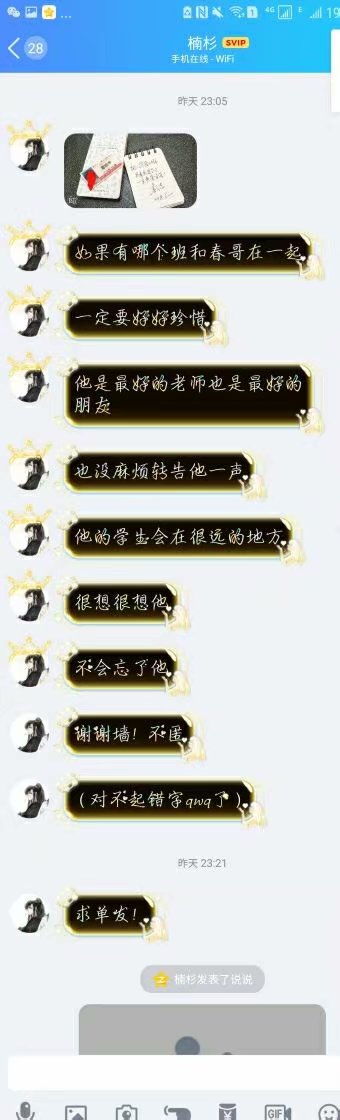 28
楠杉 SVIP
手机在线 - WiFi
昨天 23:05
如果有哪个班和春哥在一起
一定要好好珍惜
他是最好的老师也是最好的
朋友
也没麻烦转告他一声
他的学生会在很远的地方
很想很想他
不会忘了他
谢谢墙！不匿
（对不起错字qwq了）
昨天 23:21
求单发！
楠杉发表了说说
GIF